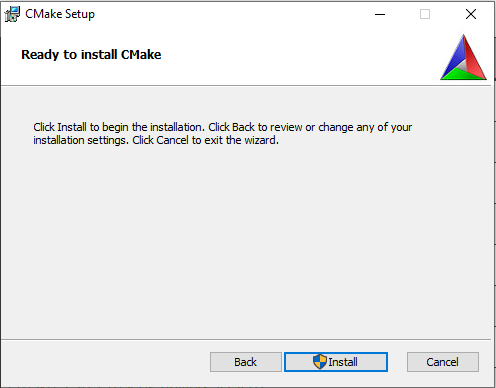 CMake Setup
Ready to install CMake
Click Install to begin the installation. Click Back to review or change any of your
installation settings. Click Cancel to exit the wizard.
Back
Install
Cancel